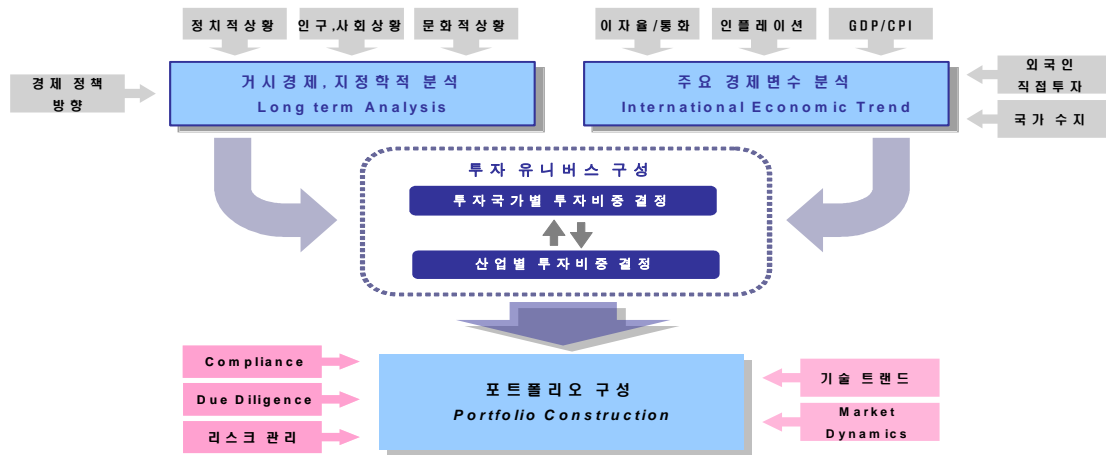 정치적상황
인구,사회상황
문화적상황
이자율/통화
인플레이션
GDP/CPI
경제 정책
방향
거시경제, 지정학적 분석
Long term Analysis
주요 경제변수 분석
International Economic Trend
외국인
직접투자
국가 수지
투자 유니버스 구성
투자국가별 투자비중 결정
산업별 투자비중 결정
Compliance
Due Diligence
리스크 관리
포트폴리오 구성
Portfolio Construction
기술 트랜드
Market
Dynamics